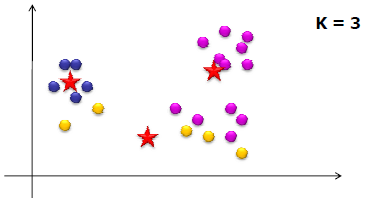 K = 3